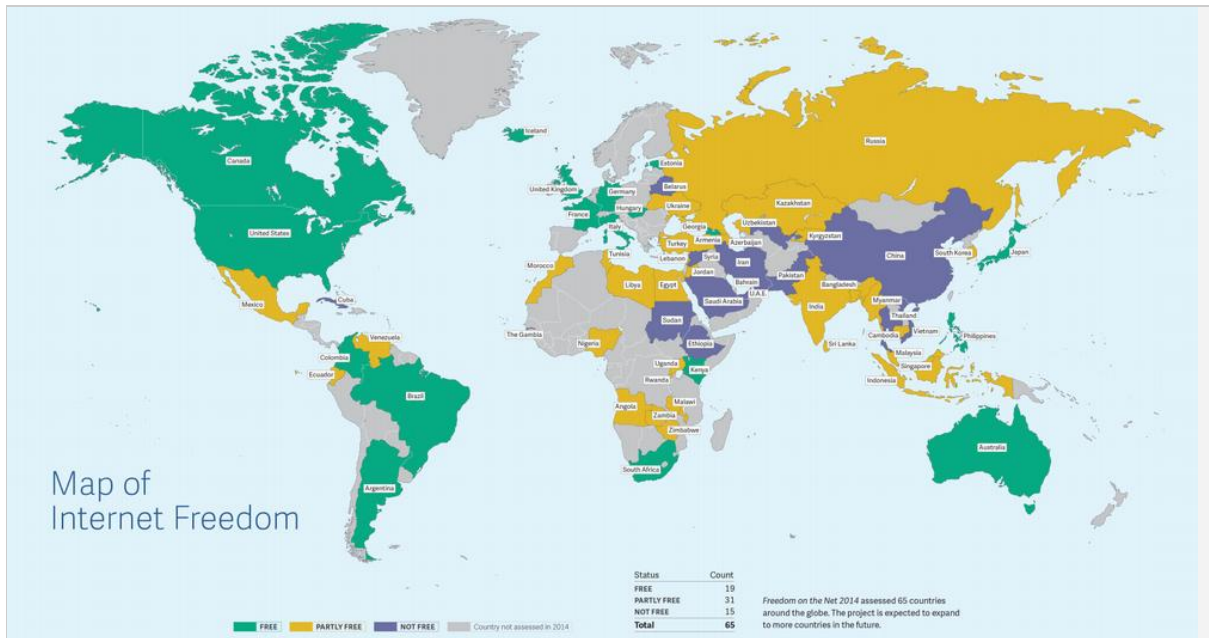 Iceland
Canada
Russia
Estonia
United Kingdom
Germany
Belarus
France
Hungary
Ukraine
Kazakhstan
Italy
Georgia
Uzbekistan
United States
Turkey
Armenia
Azerbaijan
Kyrgyzstan
Tunisia
Lebanon
Syria
Iran
China
South Korea
Japan
Morocco
Jordan
Pakistan
Libya
Egypt
Bahrain
Bangladesh
Mexico
Cuba
Saudi Arabia
U.A.E.
India
Myanmar
Sudan
Thailand
The Gambia
Nigeria
Ethiopia
Cambodia
Vietnam
Philippines
Venezuela
Sri Lanka
Colombia
Malaysia
Ecuador
Uganda
Kenya
Singapore
Rwanda
Indonesia
Brazil
Angola
Malawi
Zambia
Zimbabwe
Australia
South Africa
Argentina
Map of
Internet Freedom
Status Count
FREE 19
PARTLY FREE 31
NOT FREE 15
Total 65
Freedom on the Net 2014 assessed 65 countries
around the globe. The project is expected to expand
to more countries in the future.
FREE PARTLY FREE NOT FREE Country not assessed in 2014